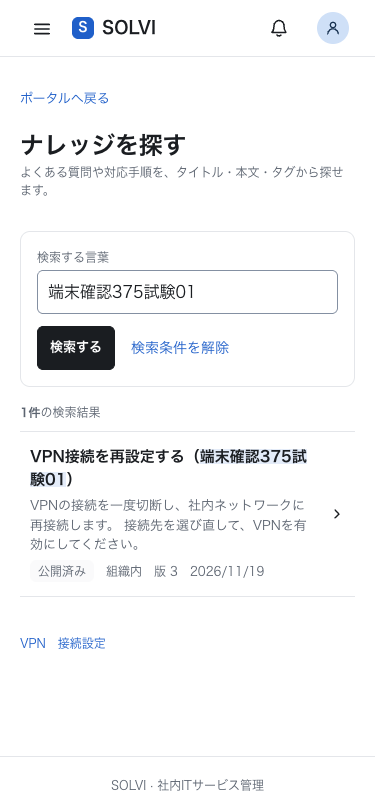 S SOLVI
ポータルへ戻る
ナレッジを探す
よくある質問や対応手順を、タイトル・本文・タグから探せ
ます。
検索する言葉
端末確認375試験01
検索する 検索条件を解除
1件の検索結果
VPN接続を再設定する（端末確認375試
験01）
VPNの接続を一度切断し、社内ネットワークに
再接続します。 接続先を選び直して、VPNを有
効にしてください。
公開済み 組織内 版 3 2026/11/19
VPN 接続設定
SOLVI · 社内ITサービス管理